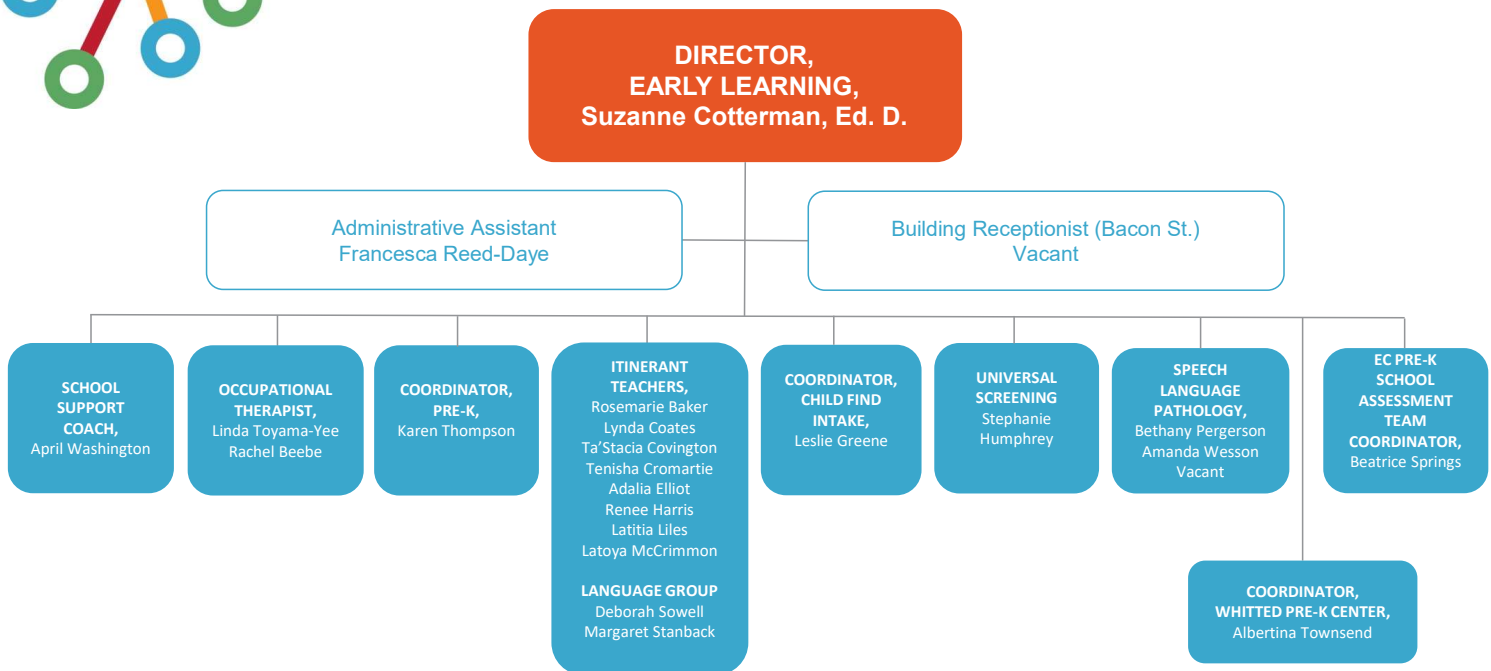 DIRECTOR,
EARLY LEARNING,
Suzanne Cotterman, Ed. D.
Administrative Assistant
Francesca Reed-Daye
Building Receptionist (Bacon St.)
Vacant
SCHOOL
SUPPORT
COACH,
April Washington
OCCUPATIONAL
THERAPIST,
Linda Toyama-Yee
Rachel Beebe
COORDINATOR,
PRE-K,
Karen Thompson
ITINERANT
TEACHERS,
Rosemarie Baker
Lynda Coates
Ta’Stacia Covington
Tenisha Cromartie
Adalia Elliot
Renee Harris
Latitia Liles
Latoya McCrimmon
LANGUAGE GROUP
Deborah Sowell
Margaret Stanback
COORDINATOR,
CHILD FIND
INTAKE,
Leslie Greene
UNIVERSAL
SCREENING
Stephanie
Humphrey
SPEECH
LANGUAGE
PATHOLOGY,
Bethany Pergerson
Amanda Wesson
Vacant
EC PRE-K
SCHOOL
ASSESSMENT
TEAM
COORDINATOR,
Beatrice Springs
COORDINATOR,
WHITTED PRE-K CENTER,
Albertina Townsend